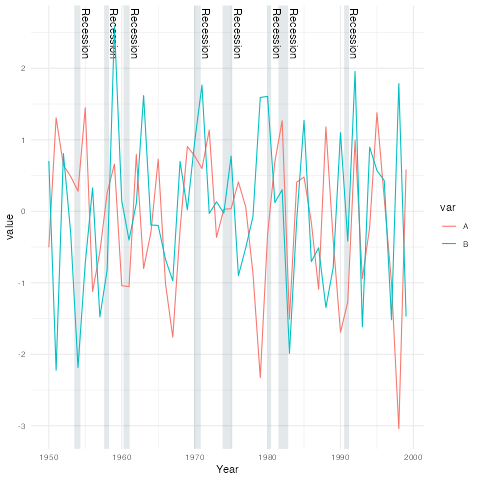 Recession
Recession
Recession
Recession
Recession
Recession
Recession
Recession
2
1
0
-1
-2
-3
value
1950
1960
1970
1980
1990
2000
Year
var
A
B